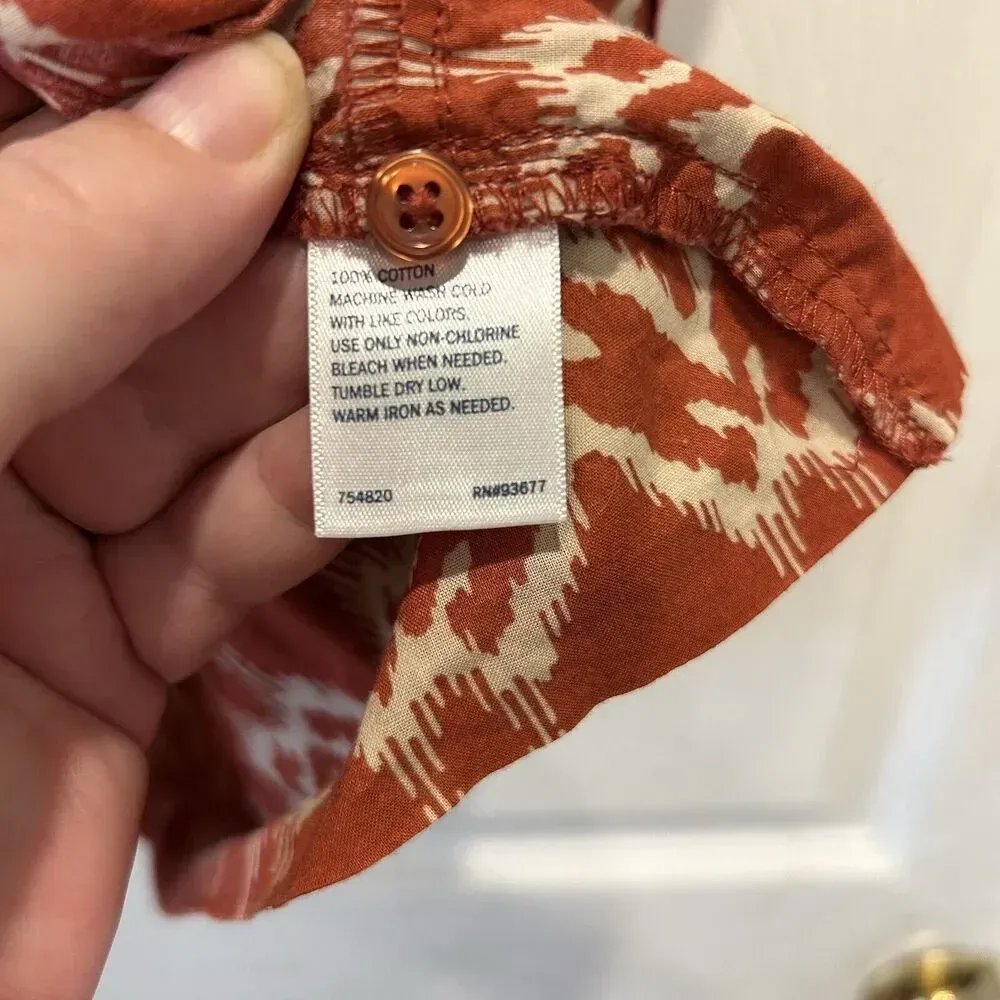 100% COTTON
MACHINE WASH COLD
WITH LIKE COLORS.
USE ONLY NON-CHLORINE
BLEACH WHEN NEEDED.
TUMBLE DRY LOW.
WARM IRON AS NEEDED.
754820 RN#93677